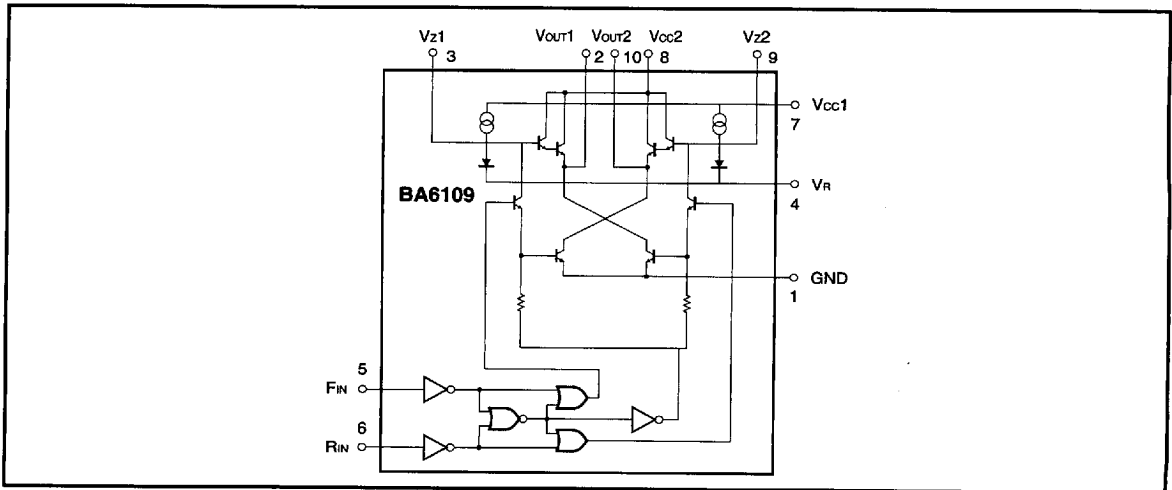 Vz1 VOUT1 VOUT2 Vcc2 Vz2
3 2 10 8 9
Vcc1
7
VR
4
BA6109
GND
1
5
FIN
6
RIN